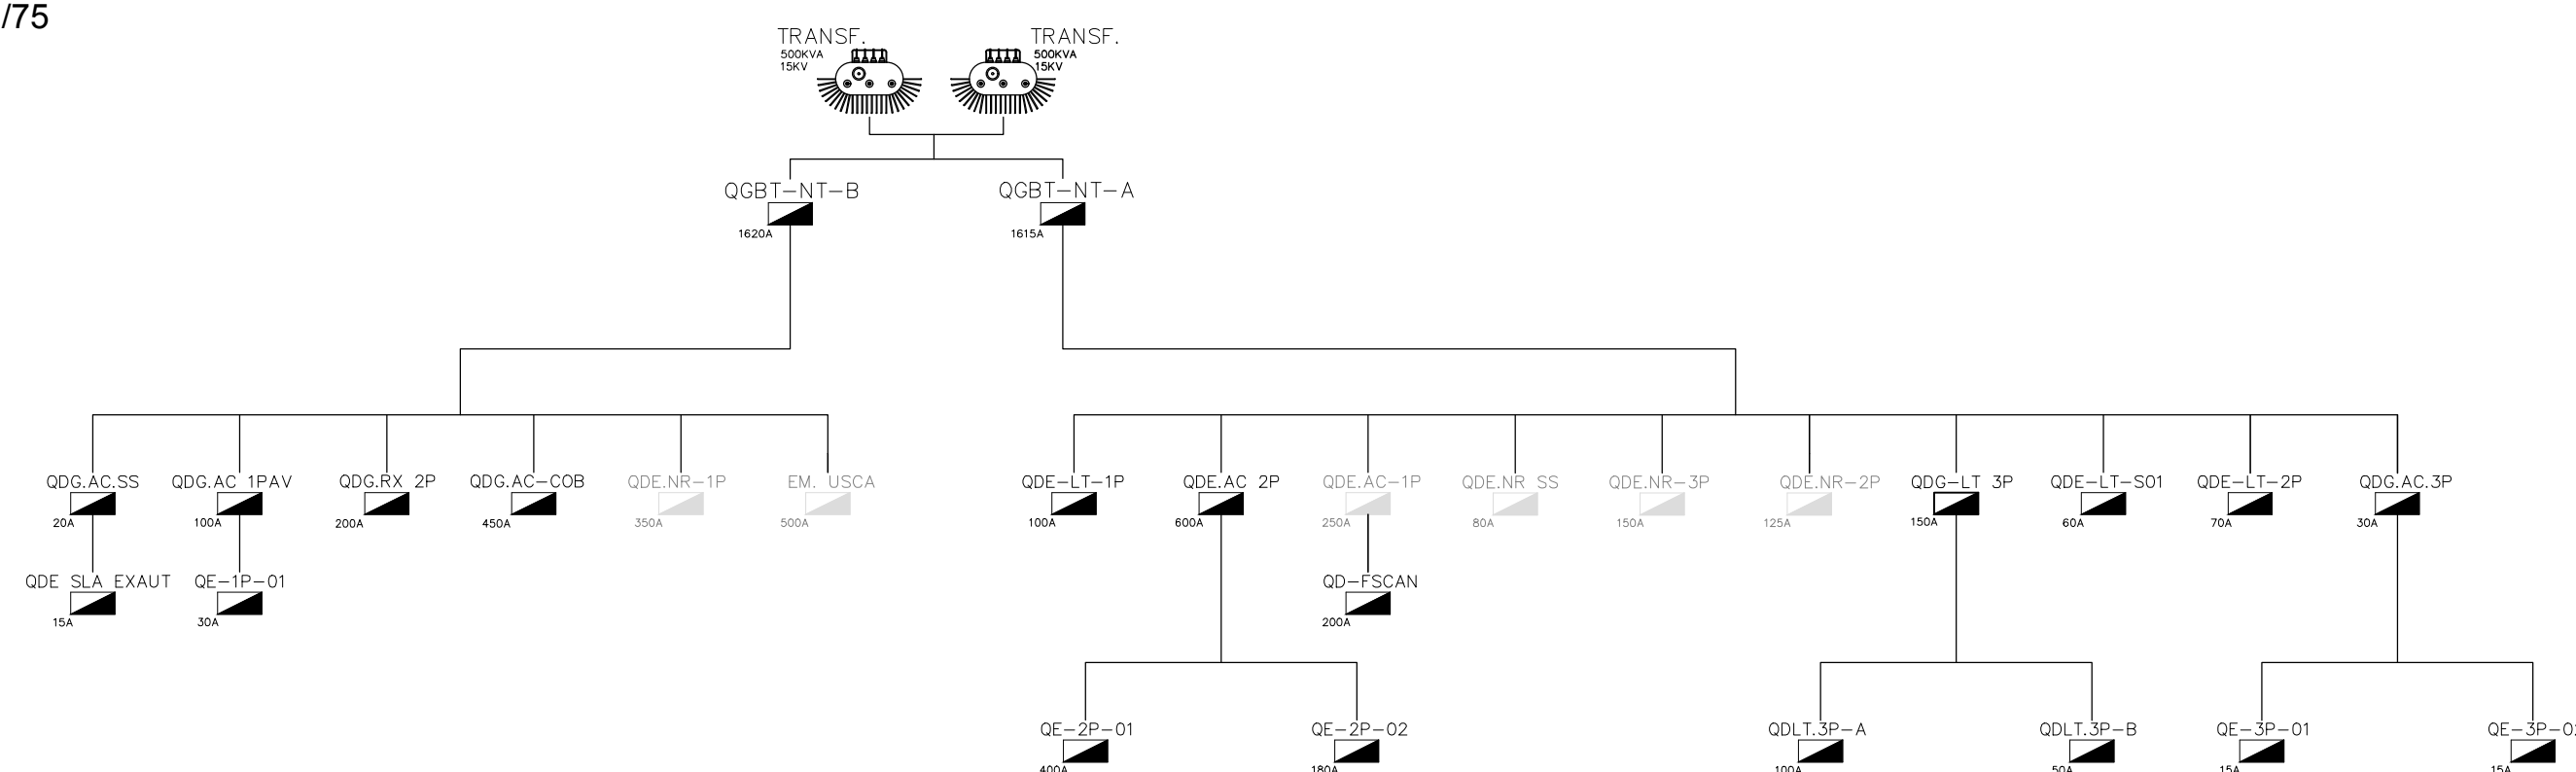 /75
TRANSF.
500KVA
15KV
TRANSF.
500KVA
15KV
QGBT-NT-B
1620A
QGBT-NT-A
1615A
QDG.AC.SS
20A
QDG.AC 1PAV
100A
QDG.RX 2P
200A
QDG.AC-COB
450A
QDE.NR-1P
350A
EM. USCA
500A
QDE-LT-1P
100A
QDE.AC 2P
600A
QDE.AC-1P
250A
QDE.NR SS
80A
QDE.NR-3P
150A
QDE.NR-2P
125A
QDG-LT 3P
150A
QDE-LT-S01
60A
QDE-LT-2P
70A
QDG.AC.3P
30A
QDE SLA EXAUT
15A
QE-1P-01
30A
QD-FSCAN
200A
QE-2P-01
400A
QE-2P-02
180A
QDLT.3P-A
100A
QDLT.3P-B
50A
QE-3P-01
15A
15A